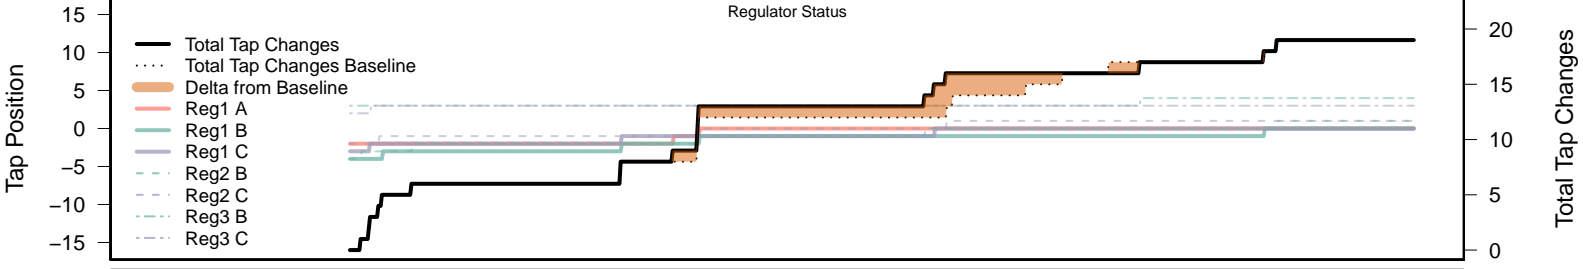 Regulator Status
Tap Position
15
10
5
0
−5
−10
−15
Total Tap Changes
Total Tap Changes Baseline
Delta from Baseline
Reg1 A
Reg1 B
Reg1 C
Reg2 B
Reg2 C
Reg3 B
Reg3 C
20
15
10
5
0
Total Tap Changes